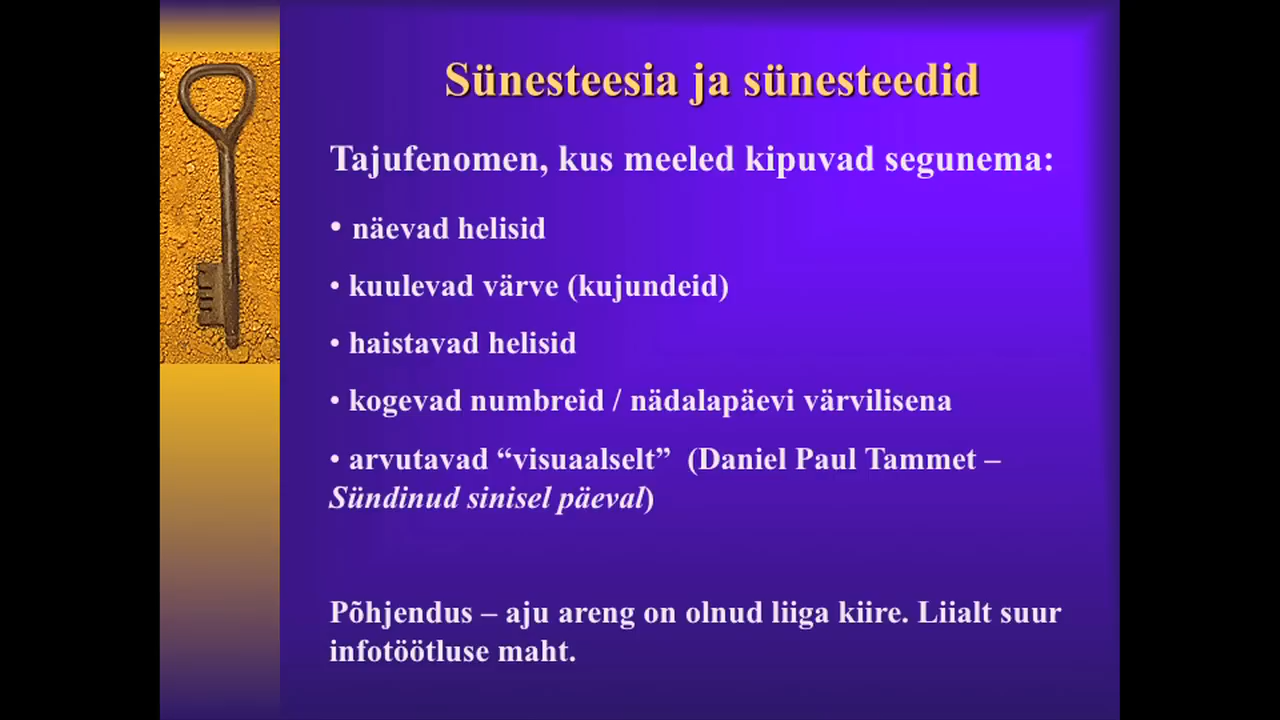 Sünesteesia ja sünesteedid
Tajufenomen, kus meeled kipuvad segunema:
• näevad helisid
• kuulevad värve (kujundeid)
• haistavad helisid
• kogevad numbreid / nädalapäevi värvilisena
• arvutavad “visuaalselt”  (Daniel Paul Tammet –
Sündinud sinisel päeval)
Põhjendus – aju areng on olnud liiga kiire. Liialt suur
infotöötluse maht.